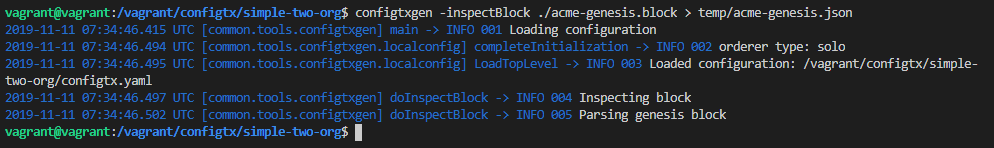 vagrant@vagrant:/vagrant/configtx/simple-two-org$ configtxgen -inspectBlock ./acme-genesis.block > temp/acme-genesis.json
2019-11-11 07:34:46.415 UTC [common.tools.configtxgen] main -> INFO 001 Loading configuration
2019-11-11 07:34:46.494 UTC [common.tools.configtxgen.localconfig] completeInitialization -> INFO 002 orderer type: solo
2019-11-11 07:34:46.495 UTC [common.tools.configtxgen.localconfig] LoadTopLevel -> INFO 003 Loaded configuration: /vagrant/configtx/simple-
two-org/configtx.yaml
2019-11-11 07:34:46.497 UTC [common.tools.configtxgen] doInspectBlock -> INFO 004 Inspecting block
2019-11-11 07:34:46.502 UTC [common.tools.configtxgen] doInspectBlock -> INFO 005 Parsing genesis block
vagrant@vagrant:/vagrant/configtx/simple-two-org$